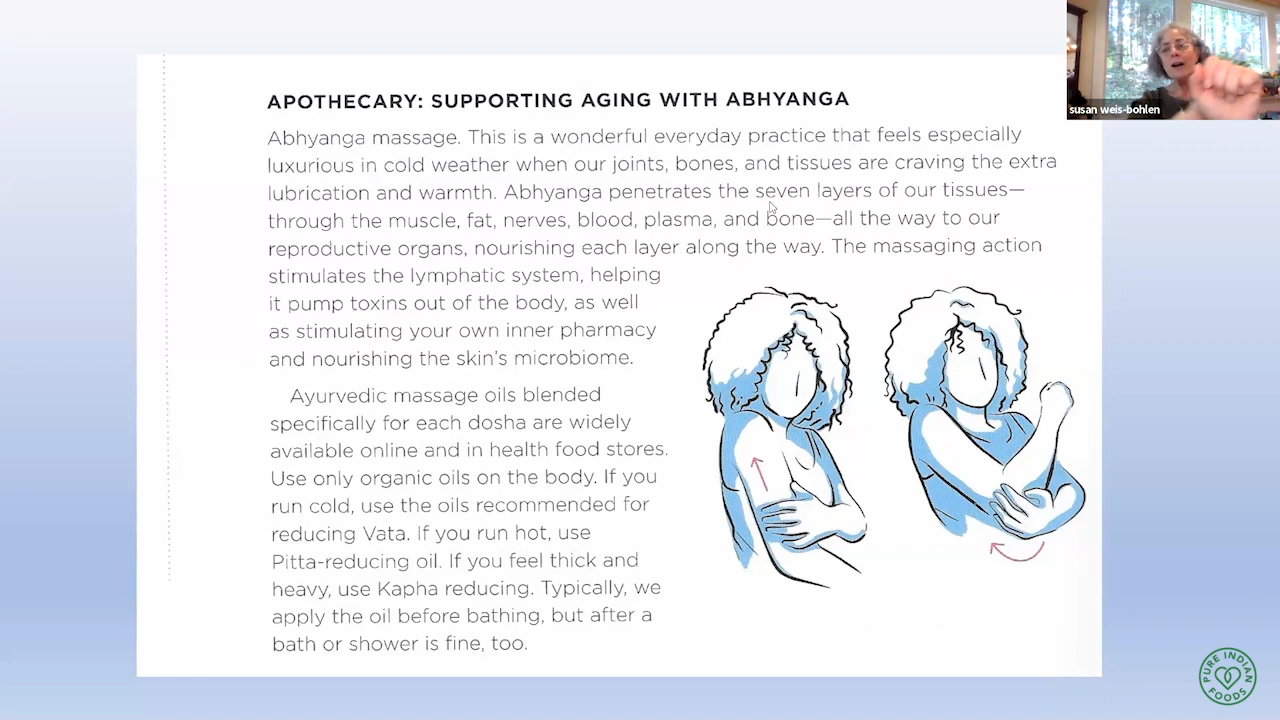 susan weis-bohlen
APOTHECARY: SUPPORTING AGING WITH ABHYANGA
Abhyanga massage. This is a wonderful everyday practice that feels especially
luxurious in cold weather when our joints, bones, and tissues are craving the extra
lubrication and warmth. Abhyanga penetrates the seven layers of our tissues—
through the muscle, fat, nerves, blood, plasma, and bone—all the way to our
reproductive organs, nourishing each layer along the way. The massaging action
stimulates the lymphatic system, helping
it pump toxins out of the body, as well
as stimulating your own inner pharmacy
and nourishing the skin's microbiome.
Ayurvedic massage oils blended
specifically for each dosha are widely
available online and in health food stores.
Use only organic oils on the body. If you
run cold, use the oils recommended for
reducing Vata. If you run hot, use
Pitta-reducing oil. If you feel thick and
heavy, use Kapha reducing. Typically, we
apply the oil before bathing, but after a
bath or shower is fine, too.
PURE INDIAN
FOODS